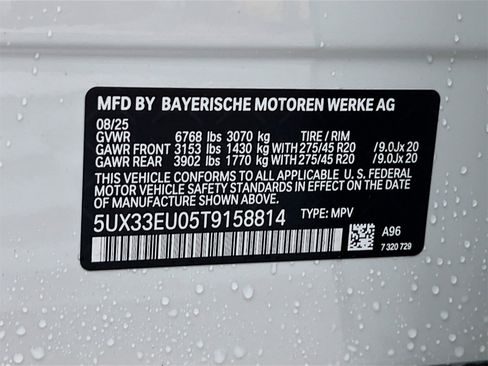 MFD BY BAYERISCHE MOTOREN WERKE AG
08/25
GVWR 6768 lbs 3070 kg TIRE / RIM
GAWR FRONT 3153 lbs 1430 kg WITH 275/45 R20 /9.0Jx 20
GAWR REAR 3902 lbs 1770 kg WITH 275/45 R20 /9.0Jx 20
THIS VEHICLE CONFORMS TO ALL APPLICABLE U. S. FEDERAL
MOTOR VEHICLE SAFETY STANDARDS IN EFFECT ON THE DATE OF
MANUFACTURE SHOWN ABOVE.
5UX33EU05T9158814 TYPE: MPV
A96
7 320 729